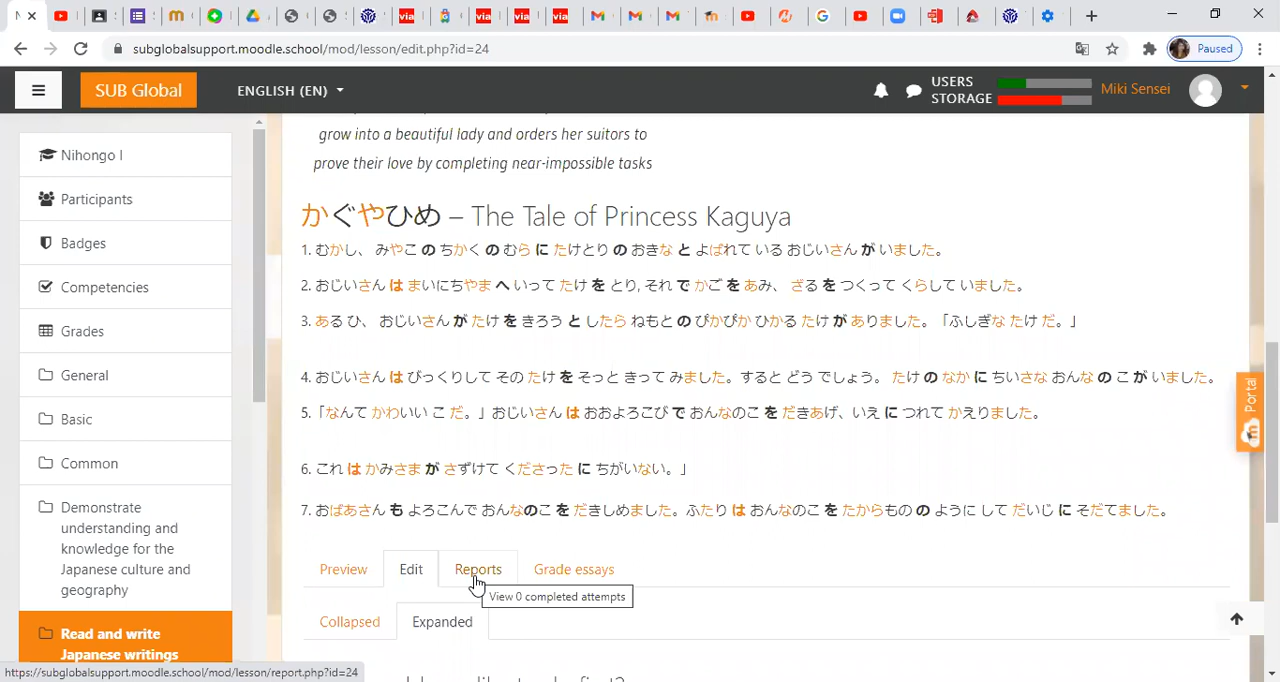 Paused
subglobalsupport.moodle.school/mod/lesson/edit.php?id=24
SUB Global
ENGLISH (EN)
USERS
STORAGE
Miki Sensei
Nihongo I
Participants
Badges
Competencies
Grades
General
Basic
Common
Demonstrate
understanding and
knowledge for the
Japanese culture and
geography
Read and write
Japanese writings
grow into a beautiful lady and orders her suitors to
prove their love by completing near-impossible tasks
かぐやひめ – The Tale of Princess Kaguya
1. むかし、 みやこ の ちかく の むら に たけとり の おきな と よばれて いる おじいさん が いました。
2. おじいさん は まいにちやま へ いって たけ を とり, それ で かご を あみ、 ざる を つくって くらして いました。
3. ある ひ、 おじいさん が たけ を きろう と したら ねもと の ぴかぴか ひかる たけ が ありました。「ふしぎな たけ だ。」
4. おじいさん は びっくりして その たけ を そっと きって みました。すると どう でしょう。 たけ の なか に ちいさな おんな の こ が いました。
5.「なんて かわいい こ だ。」おじいさん は おおよろこび で おんなのこ を だきあげ、いえ に つれて かえりました。
6. これ は かみさま が さずけて くださった に ちがいない。」
7. おばあさん も よろこんで おんなのこ を だきしめました。ふたり は おんなのこ を たからもの の ように して だいじ に そだてました。
Preview
Edit
Reports
Grade essays
View 0 completed attempts
Collapsed
Expanded
Portal
https://subglobalsupport.moodle.school/mod/lesson/report.php?id=24